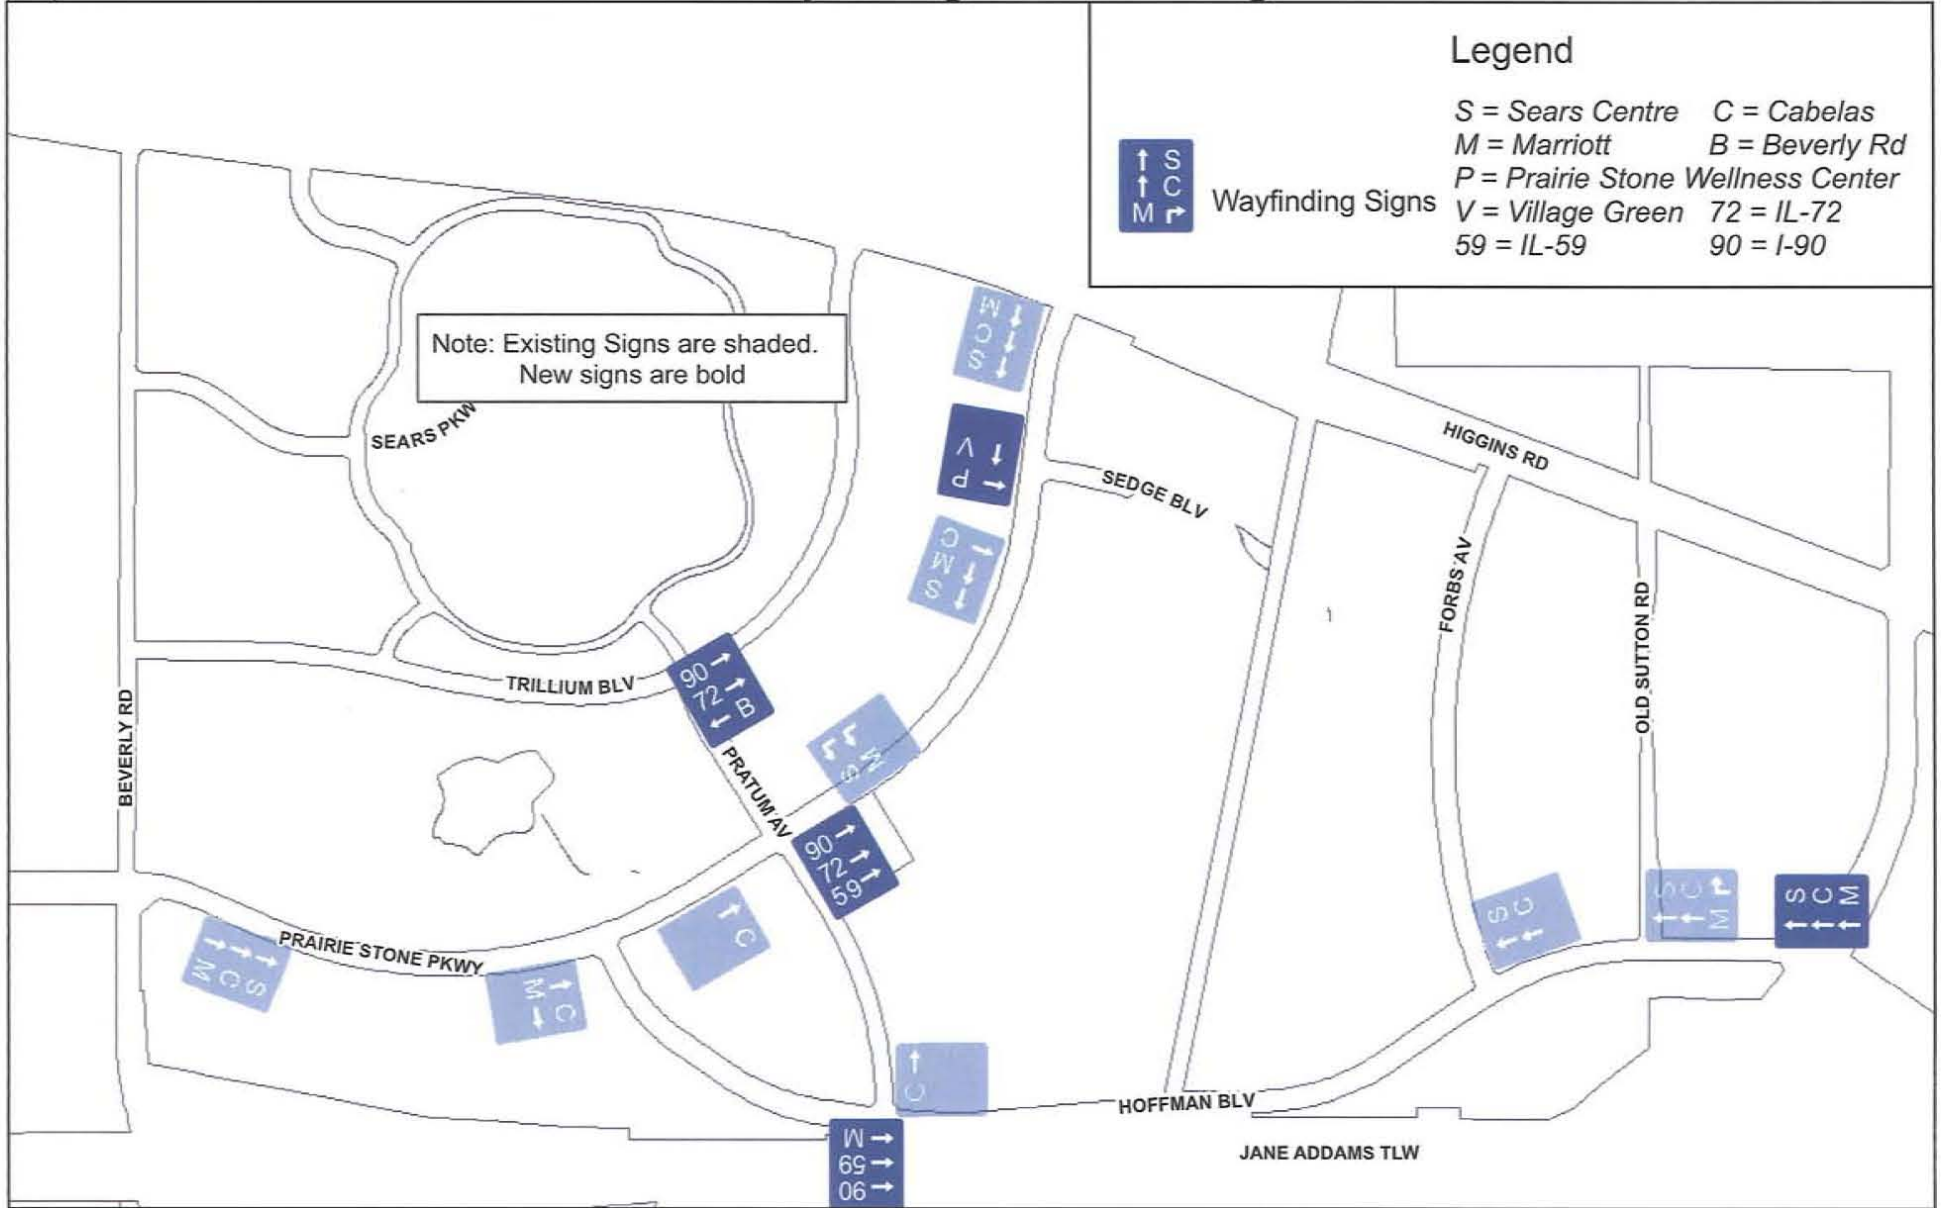 Legend
S = Sears Centre C = Cabelas
M = Marriott B = Beverly Rd
P = Prairie Stone Wellness Center
V = Village Green 72 = IL-72
59 = IL-59 90 = I-90
↑ S
↑ C
M ↱
Wayfinding Signs
Note: Existing Signs are shaded.
New signs are bold
M
C
S
V
P
C
M
S
SEARS PKW
SEDGE BLV
HIGGINS RD
FORBS AV
OLD SUTTON RD
BEVERLY RD
TRILLIUM BLV
90 →
72 →
← B
PRATUM AV
M
S
90 →
72 →
59 →
PRAIRIE STONE PKWY
S
C
M
C
M
C
C
S
C
S
C
M
S
C
M
HOFFMAN BLV
M
59
90
JANE ADDAMS TLW